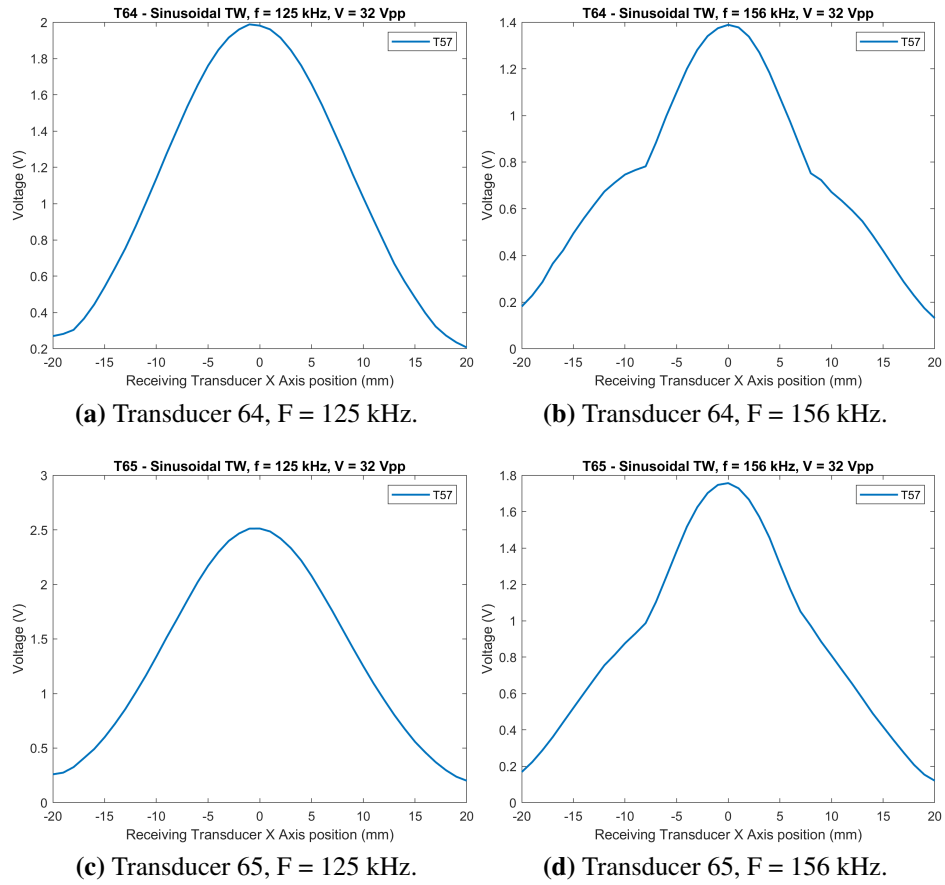 T64 - Sinusoidal TW, f = 125 kHz, V = 32 Vpp
T57
2
1.8
1.6
1.4
1.2
1
0.8
0.6
0.4
0.2
Voltage (V)
-20 -15 -10 -5 0 5 10 15 20
Receiving Transducer X Axis position (mm)
(a) Transducer 64, F = 125 kHz.
T64 - Sinusoidal TW, f = 156 kHz, V = 32 Vpp
T57
1.4
1.2
1
0.8
0.6
0.4
0.2
0
Voltage (V)
-20 -15 -10 -5 0 5 10 15 20
Receiving Transducer X Axis position (mm)
(b) Transducer 64, F = 156 kHz.
T65 - Sinusoidal TW, f = 125 kHz, V = 32 Vpp
T57
3
2.5
2
1.5
1
0.5
0
Voltage (V)
-20 -15 -10 -5 0 5 10 15 20
Receiving Transducer X Axis position (mm)
(c) Transducer 65, F = 125 kHz.
T65 - Sinusoidal TW, f = 156 kHz, V = 32 Vpp
T57
1.8
1.6
1.4
1.2
1
0.8
0.6
0.4
0.2
0
Voltage (V)
-20 -15 -10 -5 0 5 10 15 20
Receiving Transducer X Axis position (mm)
(d) Transducer 65, F = 156 kHz.